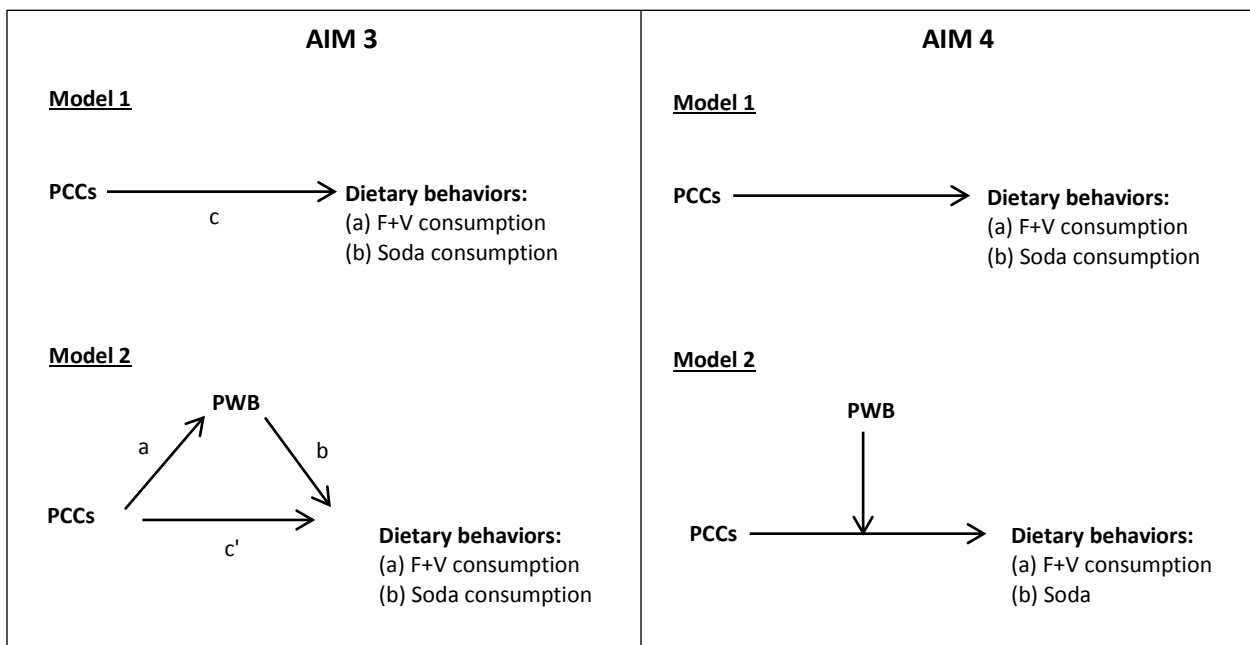 AIM 3
Model 1
PCCs
c
Dietary behaviors:
(a) F+V consumption
(b) Soda consumption
Model 2
PWB
a
b
PCCs
c'
Dietary behaviors:
(a) F+V consumption
(b) Soda consumption
AIM 4
Model 1
PCCs
Dietary behaviors:
(a) F+V consumption
(b) Soda consumption
Model 2
PWB
PCCs
Dietary behaviors:
(a) F+V consumption
(b) Soda